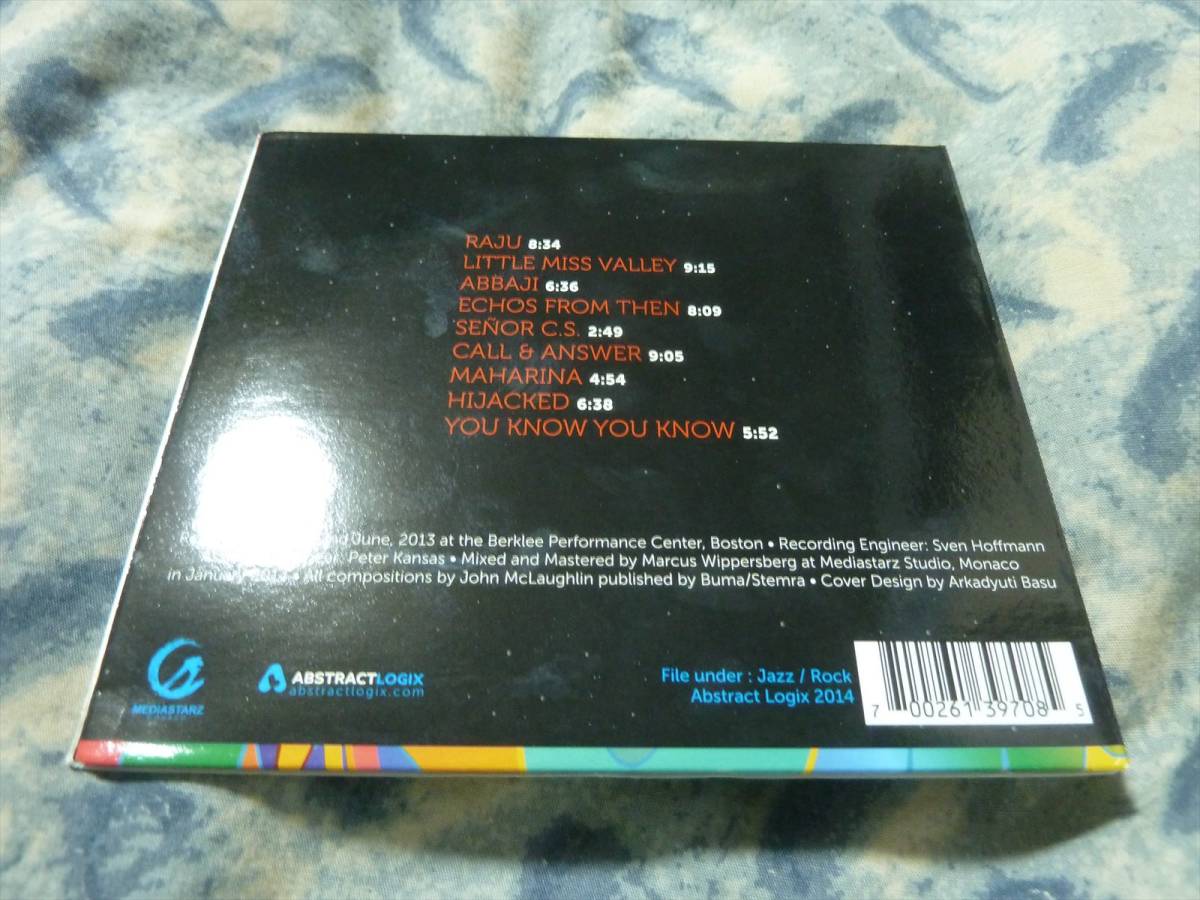 RAJU 8:34
LITTLE MISS VALLEY 9:15
ABBAJI 6:36
ECHOS FROM THEN 8:09
SEÑOR C.S. 2:49
CALL & ANSWER 9:05
MAHARINA 4:54
HIJACKED 6:38
YOU KNOW YOU KNOW 5:52
June, 2013 at the Berklee Performance Center, Boston • Recording Engineer: Sven Hoffmann
Peter Kansas • Mixed and Mastered by Marcus Wippersberg at Mediastarz Studio, Monaco
in • All compositions by John McLaughlin published by Buma/Stemra • Cover Design by Arkadyuti Basu
MEDIASTARZ
ABSTRACTLOGIX
abstractlogix.com
File under : Jazz / Rock
Abstract Logix 2014
7 00261 39708 5